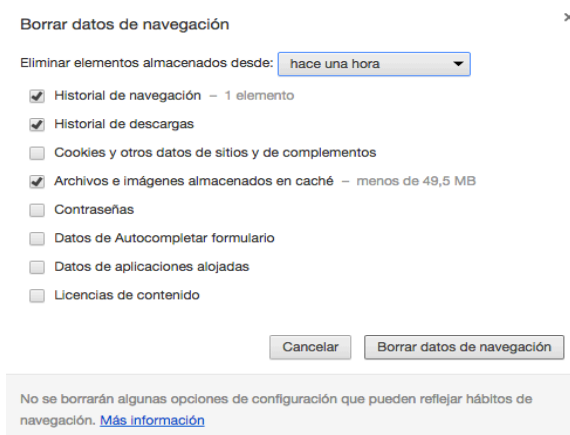 Borrar datos de navegación
Eliminar elementos almacenados desde: hace una hora
Historial de navegación – 1 elemento
Historial de descargas
Cookies y otros datos de sitios y de complementos
Archivos e imágenes almacenados en caché – menos de 49,5 MB
Contraseñas
Datos de Autocompletar formulario
Datos de aplicaciones alojadas
Licencias de contenido
Cancelar Borrar datos de navegación
No se borrarán algunas opciones de configuración que pueden reflejar hábitos de
navegación. Más información